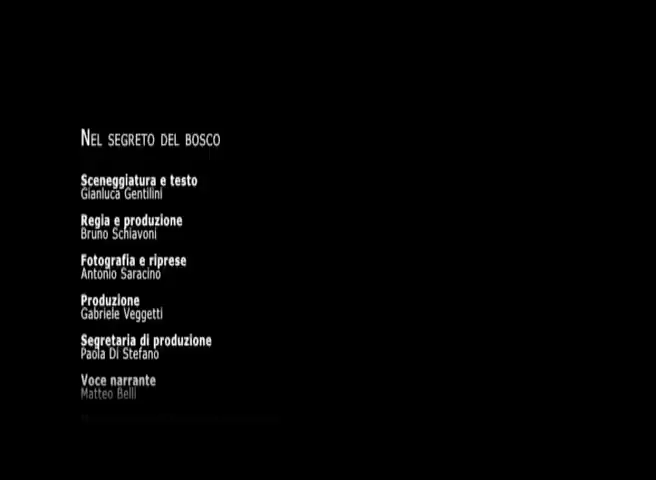 NEL SEGRETO DEL BOSCO
Sceneggiatura e testo
Gianluca Gentilini
Regia e produzione
Bruno Schiavoni
Fotografia e riprese
Antonio Saracino
Produzione
Gabriele Veggetti
Segretaria di produzione
Paola Di Stefano
Voce narrante
Matteo Belli